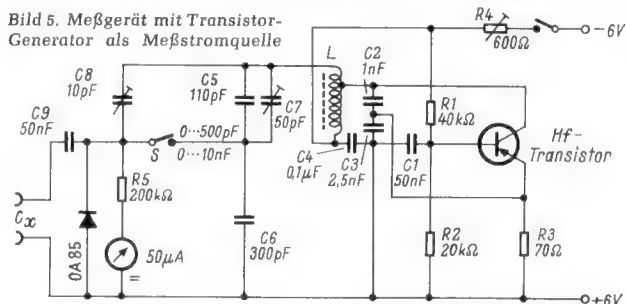 Bild 5. Meßgerät mit Transistor-
Generator als Meßstromquelle
R4
600Ω
−6V
C8
10pF
C5
110pF
L
C2
1nF
C7
50pF
C9
50nF
S
0...500pF
0...10nF
R1
40kΩ
Hf-
Transistor
C4
0,1µF
C3
2,5nF
C1
50nF
R5
200kΩ
Cx
0A85
50µA
=
C6
300pF
R2
20kΩ
R3
70Ω
+6V